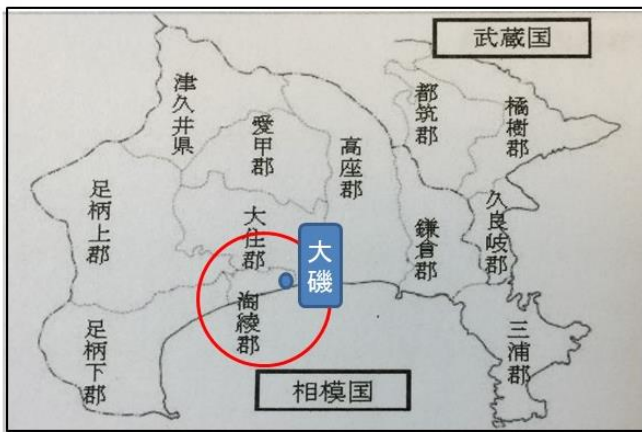 武蔵国
津久井県
愛甲郡
高座郡
都筑郡
橘樹郡
足柄上郡
大住郡
大磯
鎌倉郡
久良岐郡
足柄下郡
淘綾郡
三浦郡
相模国